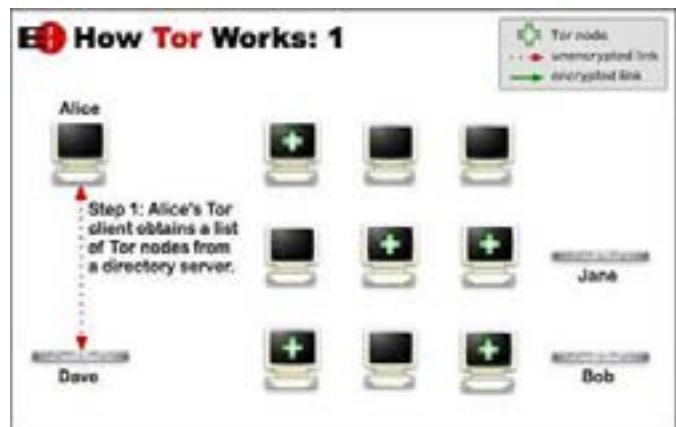 How Tor Works: 1
Tor node
unencrypted link
encrypted link
Alice
Step 1: Alice's Tor
client obtains a list
of Tor nodes from
a directory server.
Jane
Dave
Bob